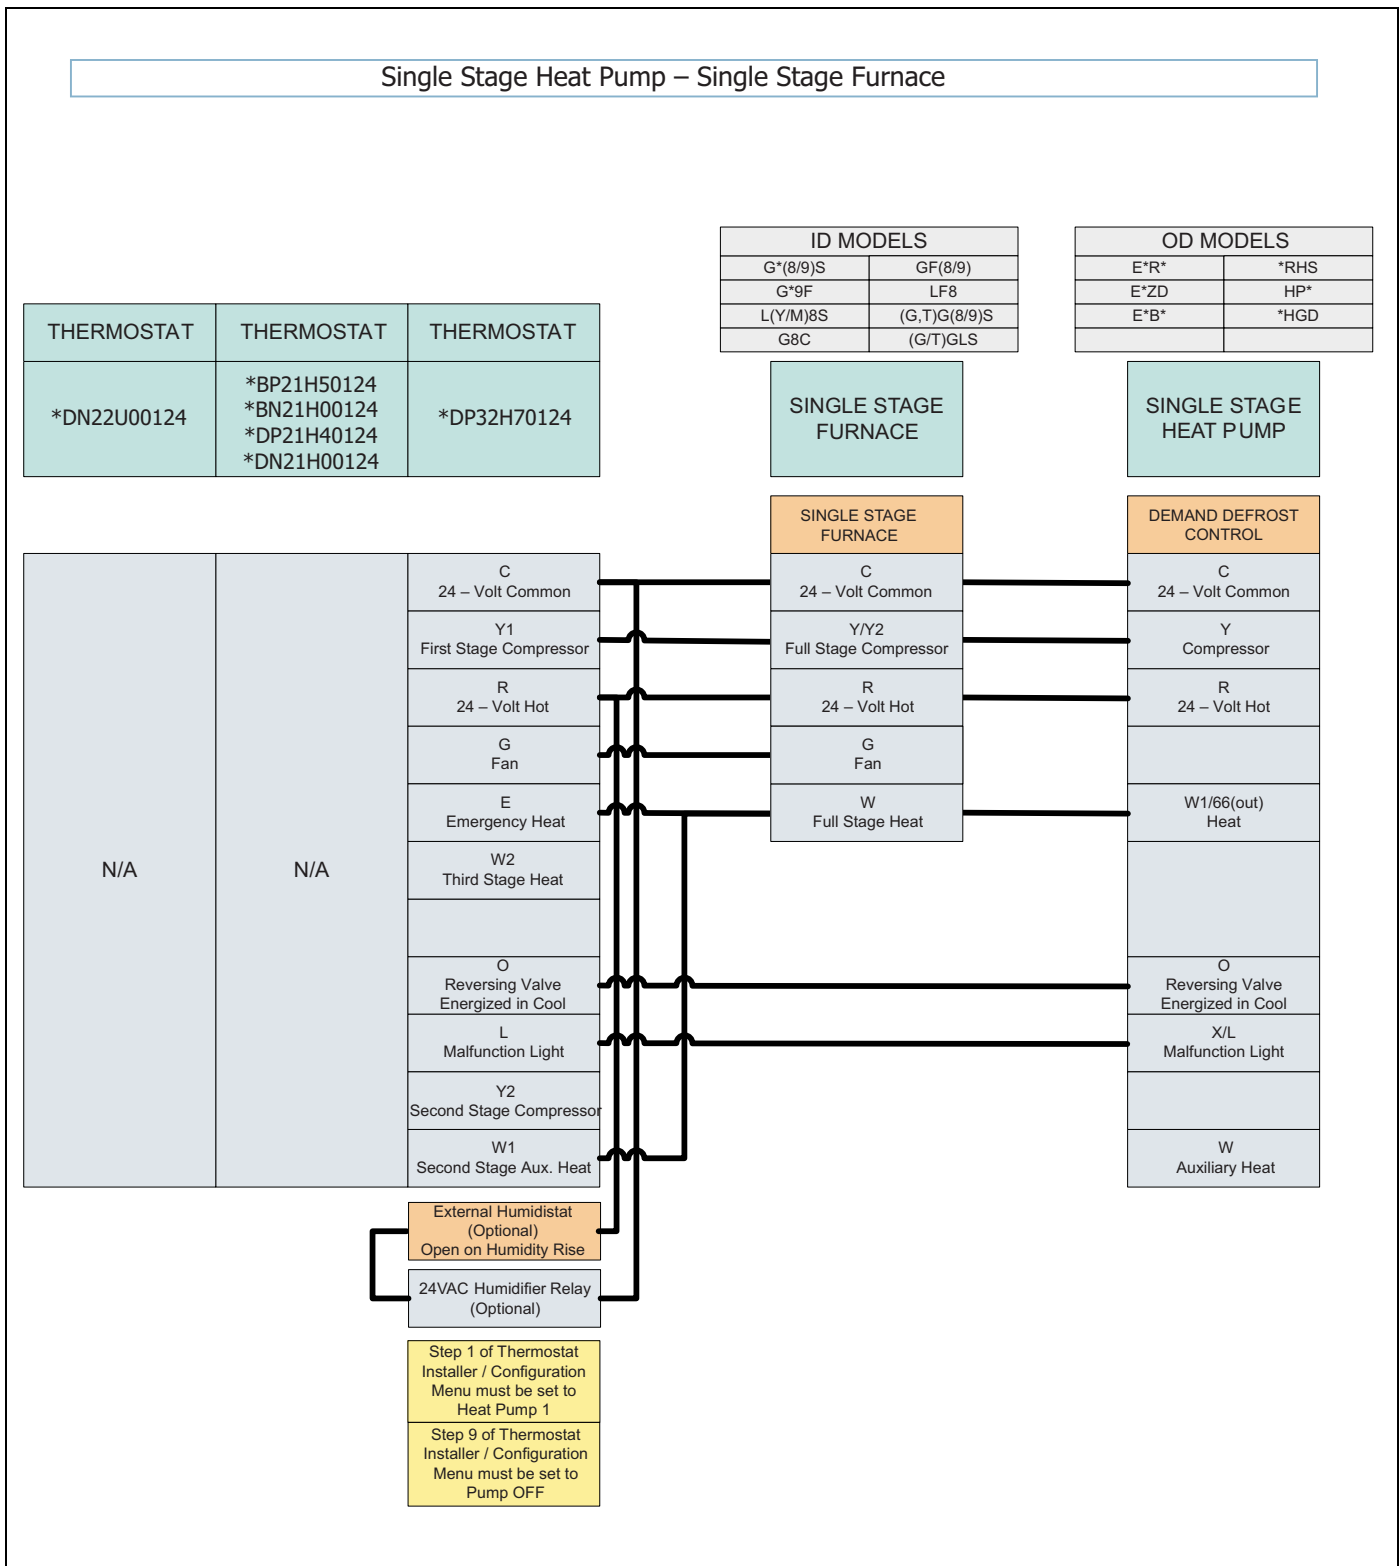 Single Stage Heat Pump – Single Stage Furnace
ID MODELS
G*(8/9)S GF(8/9)
G*9F LF8
L(Y/M)8S (G,T)G(8/9)S
G8C (G/T)GLS
OD MODELS
E*R* *RHS
E*ZD HP*
E*B* *HGD
THERMOSTAT
*DN22U00124
THERMOSTAT
*BP21H50124
*BN21H00124
*DP21H40124
*DN21H00124
THERMOSTAT
*DP32H70124
SINGLE STAGE
FURNACE
SINGLE STAGE
HEAT PUMP
N/A
N/A
C
24 – Volt Common
Y1
First Stage Compressor
R
24 – Volt Hot
G
Fan
E
Emergency Heat
W2
Third Stage Heat
O
Reversing Valve
Energized in Cool
L
Malfunction Light
Y2
Second Stage Compressor
W1
Second Stage Aux. Heat
External Humidistat
(Optional)
Open on Humidity Rise
24VAC Humidifier Relay
(Optional)
Step 1 of Thermostat
Installer / Configuration
Menu must be set to
Heat Pump 1
Step 9 of Thermostat
Installer / Configuration
Menu must be set to
Pump OFF
SINGLE STAGE
FURNACE
C
24 – Volt Common
Y/Y2
Full Stage Compressor
R
24 – Volt Hot
G
Fan
W
Full Stage Heat
DEMAND DEFROST
CONTROL
C
24 – Volt Common
Y
Compressor
R
24 – Volt Hot
W1/66(out)
Heat
O
Reversing Valve
Energized in Cool
X/L
Malfunction Light
W
Auxiliary Heat